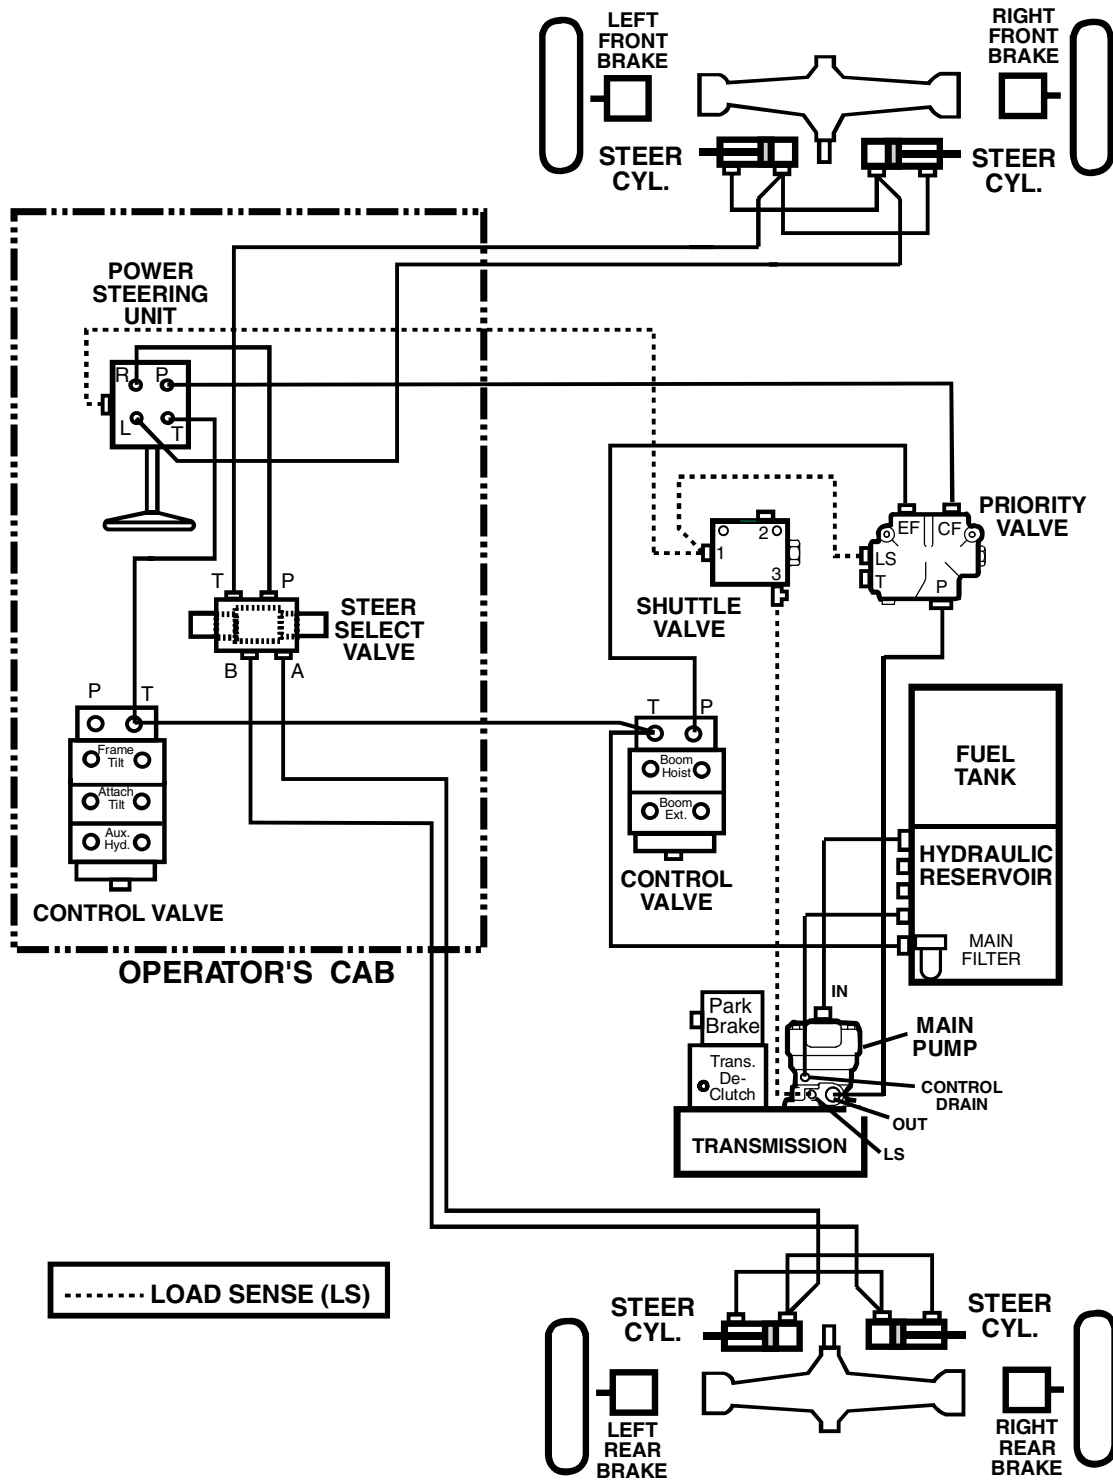 LEFT
FRONT
BRAKE
RIGHT
FRONT
BRAKE
STEER
CYL.
STEER
CYL.
POWER
STEERING
UNIT
R
P
L
T
EF
CF
LS
T
P
PRIORITY
VALVE
1
2
3
SHUTTLE
VALVE
T
P
STEER
SELECT
VALVE
B
A
P
T
Frame
Tilt
Attach
Tilt
Aux.
Hyd.
CONTROL VALVE
OPERATOR'S CAB
T
P
Boom
Hoist
Boom
Ext.
CONTROL
VALVE
FUEL
TANK
HYDRAULIC
RESERVOIR
MAIN
FILTER
IN
Park
Brake
Trans.
De-
Clutch
MAIN
PUMP
CONTROL
DRAIN
OUT
LS
TRANSMISSION
LOAD SENSE (LS)
STEER
CYL.
STEER
CYL.
LEFT
REAR
BRAKE
RIGHT
REAR
BRAKE